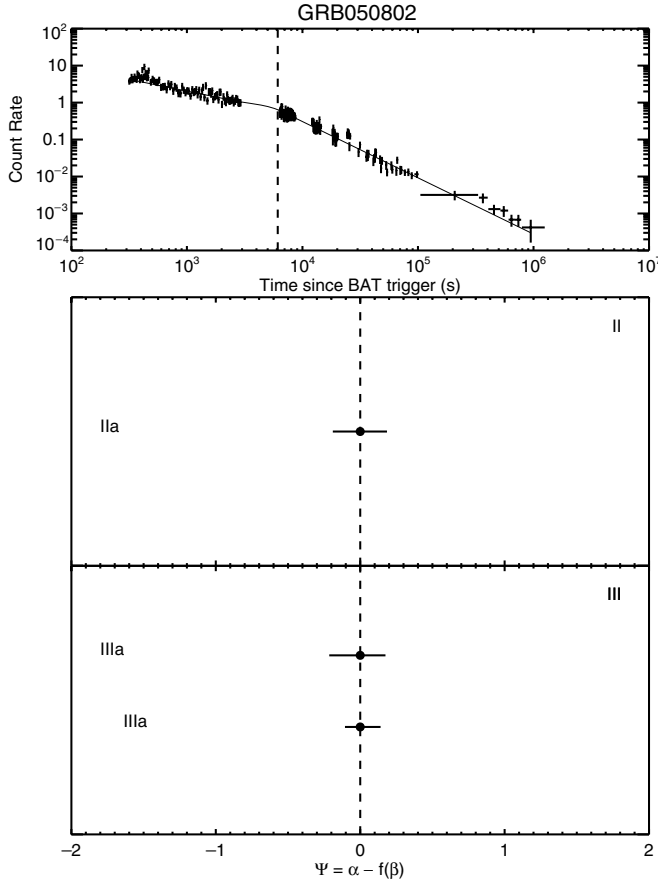 GRB050802
Count Rate
10²
10
1
0.1
10⁻²
10⁻³
10⁻⁴
10² 10³ 10⁴ 10⁵ 10⁶ 10⁷
Time since BAT trigger (s)
II
IIa
III
IIIa
IIIa
−2 −1 0 1 2
Ψ = α − f(β)